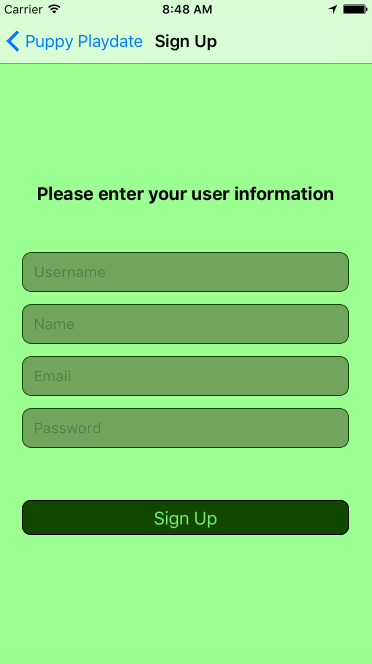 Carrier 8:48 AM
Puppy Playdate Sign Up
Please enter your user information
Username
Name
Email
Password
Sign Up